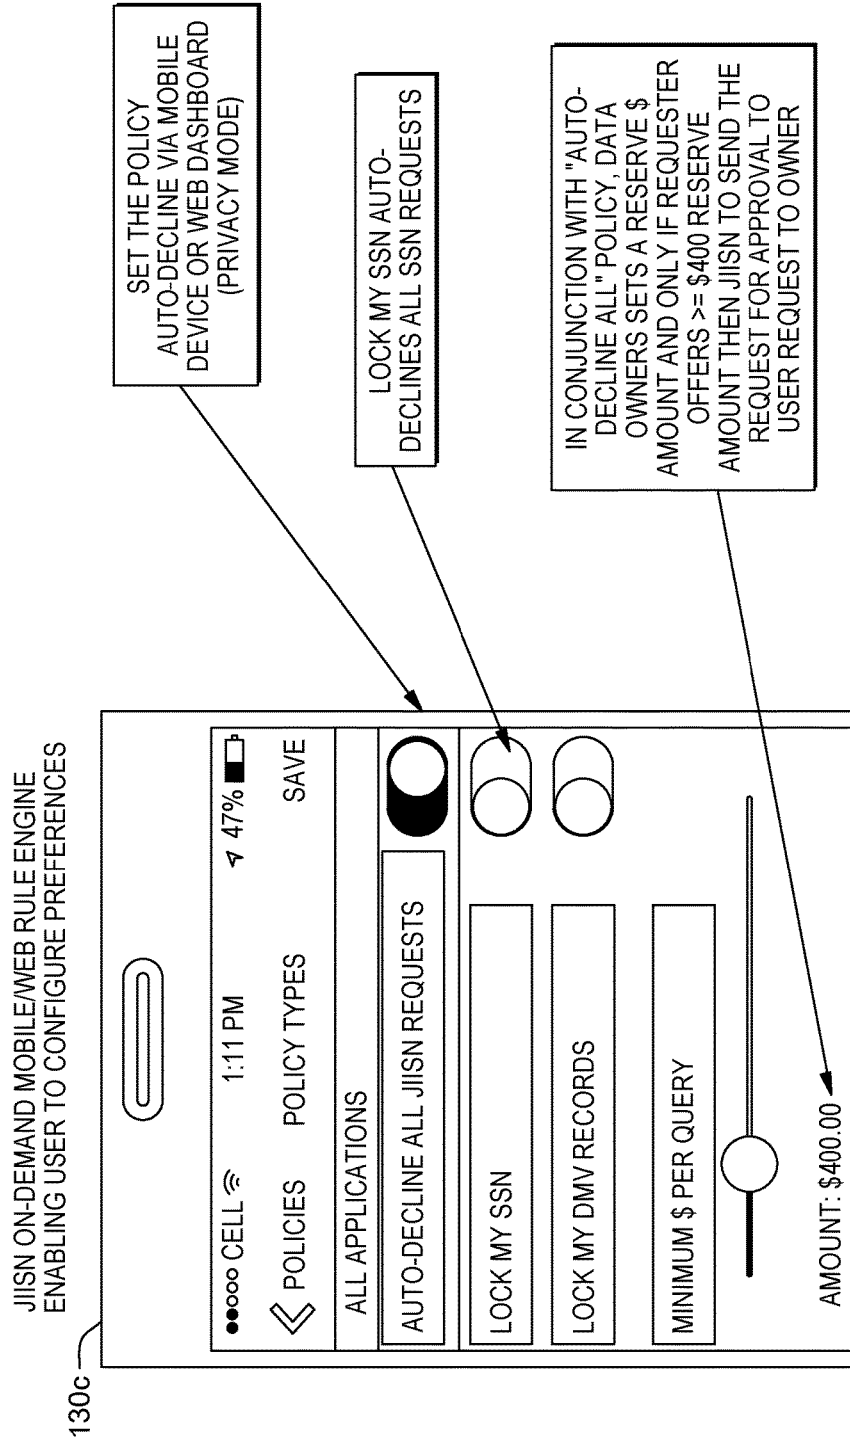 JIISN ON-DEMAND MOBILE/WEB RULE ENGINE
ENABLING USER TO CONFIGURE PREFERENCES
130c
CELL 1:11 PM 47%
POLICIES POLICY TYPES SAVE
ALL APPLICATIONS
AUTO-DECLINE ALL JIISN REQUESTS
LOCK MY SSN
LOCK MY DMV RECORDS
MINIMUM $ PER QUERY
AMOUNT: $400.00
SET THE POLICY
AUTO-DECLINE VIA MOBILE
DEVICE OR WEB DASHBOARD
(PRIVACY MODE)
LOCK MY SSN AUTO-
DECLINES ALL SSN REQUESTS
IN CONJUNCTION WITH "AUTO-
DECLINE ALL" POLICY, DATA
OWNERS SETS A RESERVE $
AMOUNT AND ONLY IF REQUESTER
OFFERS >= $400 RESERVE
AMOUNT THEN JIISN TO SEND THE
REQUEST FOR APPROVAL TO
USER REQUEST TO OWNER